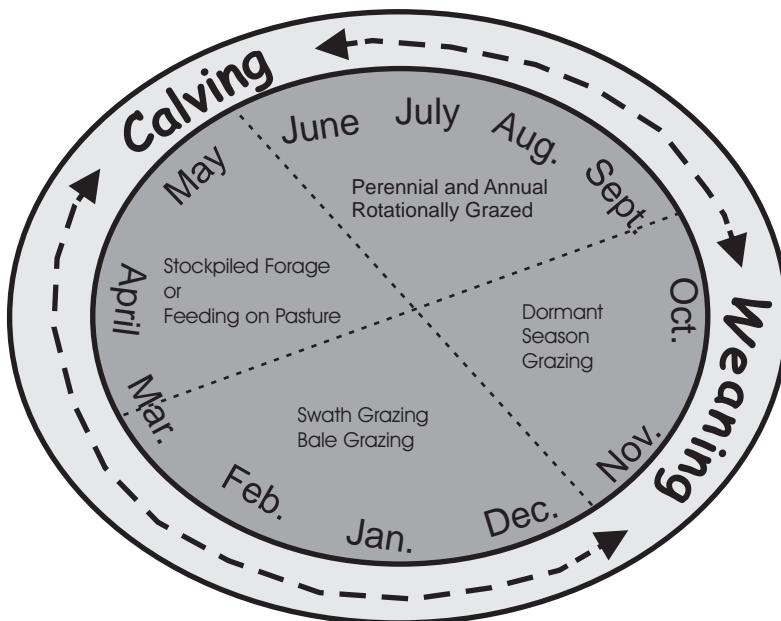 Calving
June
July
Aug.
Sept.
May
Perennial and Annual
Rotationally Grazed
Stockpiled Forage
or
Feeding on Pasture
April
Dormant
Season
Grazing
Oct.
Weaning
Mar.
Swath Grazing
Bale Grazing
Nov.
Feb.
Jan.
Dec.